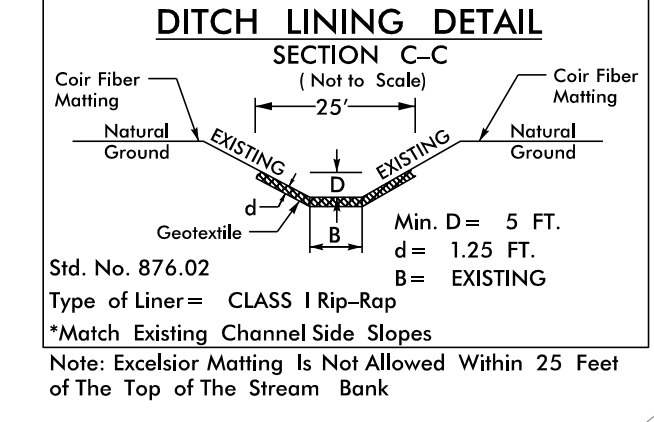 DITCH LINING DETAIL
SECTION C–C
( Not to Scale)
Coir Fiber
Matting
25'
Coir Fiber
Matting
Natural
Ground
EXISTING
EXISTING
Natural
Ground
D
d
Geotextile
B
Min. D = 5 FT.
d = 1.25 FT.
B = EXISTING
Std. No. 876.02
Type of Liner = CLASS I Rip–Rap
*Match Existing Channel Side Slopes
Note: Excelsior Matting Is Not Allowed Within 25 Feet
of The Top of The Stream Bank